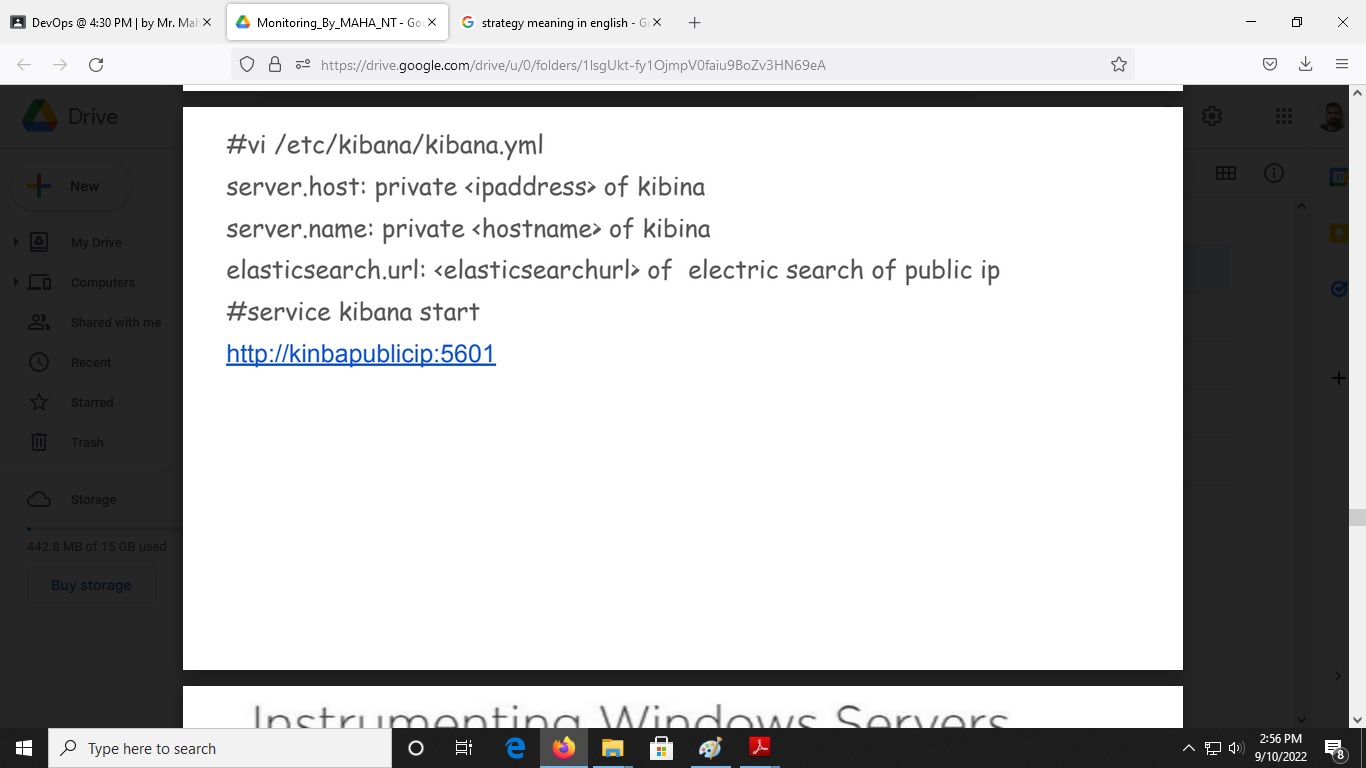 DevOps @ 4:30 PM | by Mr. Mah
Monitoring_By_MAHA_NT - Goo
strategy meaning in english - Go
https://drive.google.com/drive/u/0/folders/1lsgUkt-fy1OjmpV0faiu9BoZv3HN69eA
Drive
New
My Drive
Computers
Shared with me
Recent
Starred
Trash
Storage
442.8 MB of 15 GB used
Buy storage
#vi /etc/kibana/kibana.yml
server.host: private <ipaddress> of kibina
server.name: private <hostname> of kibina
elasticsearch.url: <elasticsearchurl> of electric search of public ip
#service kibana start
http://kinbapublicip:5601
Instrumenting Windows Servers
Type here to search
2:56 PM
9/10/2022
8